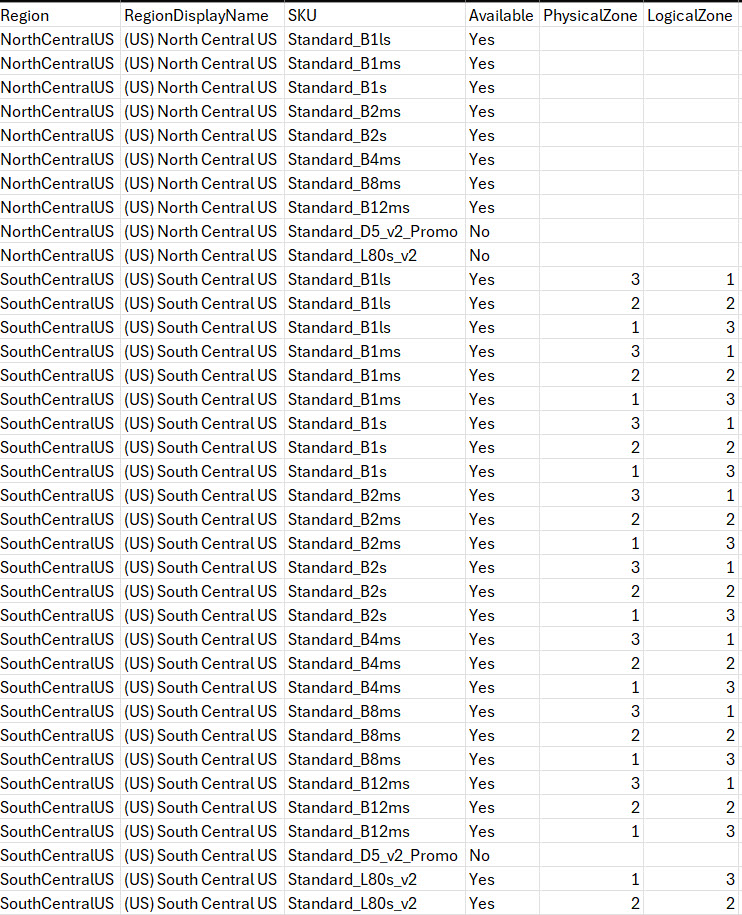 Region RegionDisplayName SKU Available PhysicalZone LogicalZone
NorthCentralUS (US) North Central US Standard_B1ls Yes
NorthCentralUS (US) North Central US Standard_B1ms Yes
NorthCentralUS (US) North Central US Standard_B1s Yes
NorthCentralUS (US) North Central US Standard_B2ms Yes
NorthCentralUS (US) North Central US Standard_B2s Yes
NorthCentralUS (US) North Central US Standard_B4ms Yes
NorthCentralUS (US) North Central US Standard_B8ms Yes
NorthCentralUS (US) North Central US Standard_B12ms Yes
NorthCentralUS (US) North Central US Standard_D5_v2_Promo No
NorthCentralUS (US) North Central US Standard_L80s_v2 No
SouthCentralUS (US) South Central US Standard_B1ls Yes 3 1
SouthCentralUS (US) South Central US Standard_B1ls Yes 2 2
SouthCentralUS (US) South Central US Standard_B1ls Yes 1 3
SouthCentralUS (US) South Central US Standard_B1ms Yes 3 1
SouthCentralUS (US) South Central US Standard_B1ms Yes 2 2
SouthCentralUS (US) South Central US Standard_B1ms Yes 1 3
SouthCentralUS (US) South Central US Standard_B1s Yes 3 1
SouthCentralUS (US) South Central US Standard_B1s Yes 2 2
SouthCentralUS (US) South Central US Standard_B1s Yes 1 3
SouthCentralUS (US) South Central US Standard_B2ms Yes 3 1
SouthCentralUS (US) South Central US Standard_B2ms Yes 2 2
SouthCentralUS (US) South Central US Standard_B2ms Yes 1 3
SouthCentralUS (US) South Central US Standard_B2s Yes 3 1
SouthCentralUS (US) South Central US Standard_B2s Yes 2 2
SouthCentralUS (US) South Central US Standard_B2s Yes 1 3
SouthCentralUS (US) South Central US Standard_B4ms Yes 3 1
SouthCentralUS (US) South Central US Standard_B4ms Yes 2 2
SouthCentralUS (US) South Central US Standard_B4ms Yes 1 3
SouthCentralUS (US) South Central US Standard_B8ms Yes 3 1
SouthCentralUS (US) South Central US Standard_B8ms Yes 2 2
SouthCentralUS (US) South Central US Standard_B8ms Yes 1 3
SouthCentralUS (US) South Central US Standard_B12ms Yes 3 1
SouthCentralUS (US) South Central US Standard_B12ms Yes 2 2
SouthCentralUS (US) South Central US Standard_B12ms Yes 1 3
SouthCentralUS (US) South Central US Standard_D5_v2_Promo No
SouthCentralUS (US) South Central US Standard_L80s_v2 Yes 1 3
SouthCentralUS (US) South Central US Standard_L80s_v2 Yes 2 2